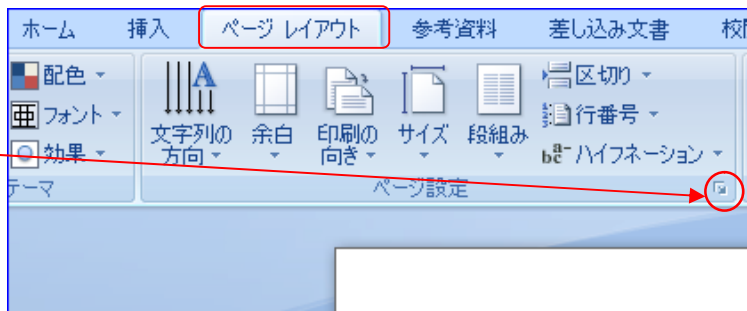 ホーム 挿入 ページ レイアウト 参考資料 差し込み文書
配色
フォント
効果
テーマ
文字列の
方向
余白
印刷の
向き
サイズ
段組み
区切り
行番号
ハイフネーション
ページ設定